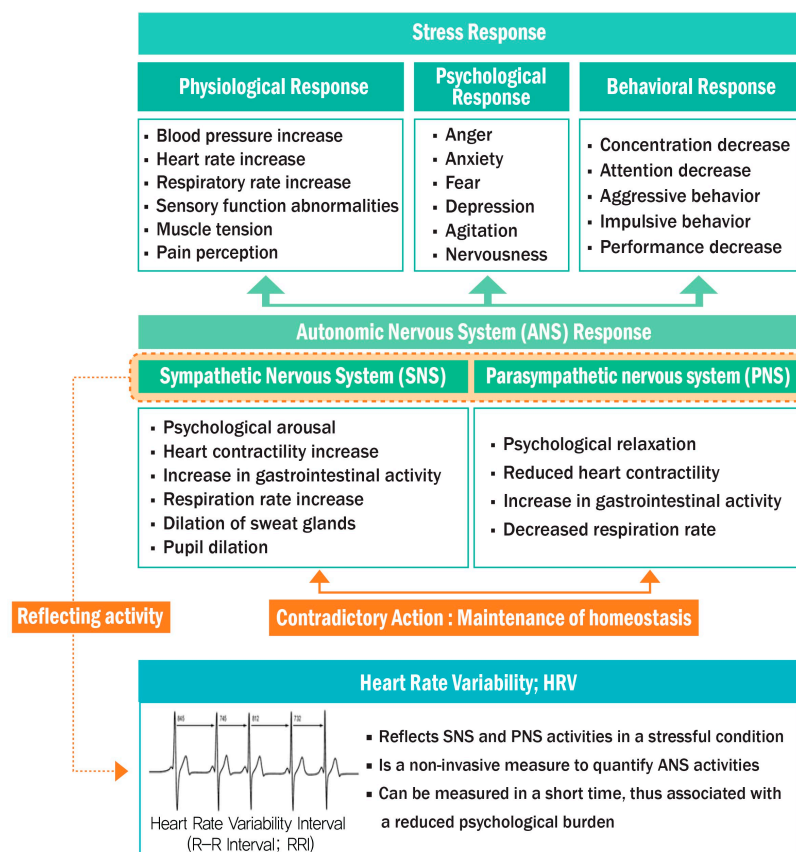 Stress Response
Physiological Response
▪ Blood pressure increase
▪ Heart rate increase
▪ Respiratory rate increase
▪ Sensory function abnormalities
▪ Muscle tension
▪ Pain perception
Psychological
Response
▪ Anger
▪ Anxiety
▪ Fear
▪ Depression
▪ Agitation
▪ Nervousness
Behavioral Response
▪ Concentration decrease
▪ Attention decrease
▪ Aggressive behavior
▪ Impulsive behavior
▪ Performance decrease
Autonomic Nervous System (ANS) Response
Sympathetic Nervous System (SNS)
▪ Psychological arousal
▪ Heart contractility increase
▪ Increase in gastrointestinal activity
▪ Respiration rate increase
▪ Dilation of sweat glands
▪ Pupil dilation
Parasympathetic nervous system (PNS)
▪ Psychological relaxation
▪ Reduced heart contractility
▪ Increase in gastrointestinal activity
▪ Decreased respiration rate
Contradictory Action : Maintenance of homeostasis
Reflecting activity
Heart Rate Variability; HRV
845 745 812 732
Heart Rate Variability Interval
(R-R Interval; RRI)
▪ Reflects SNS and PNS activities in a stressful condition
▪ Is a non-invasive measure to quantify ANS activities
▪ Can be measured in a short time, thus associated with
a reduced psychological burden